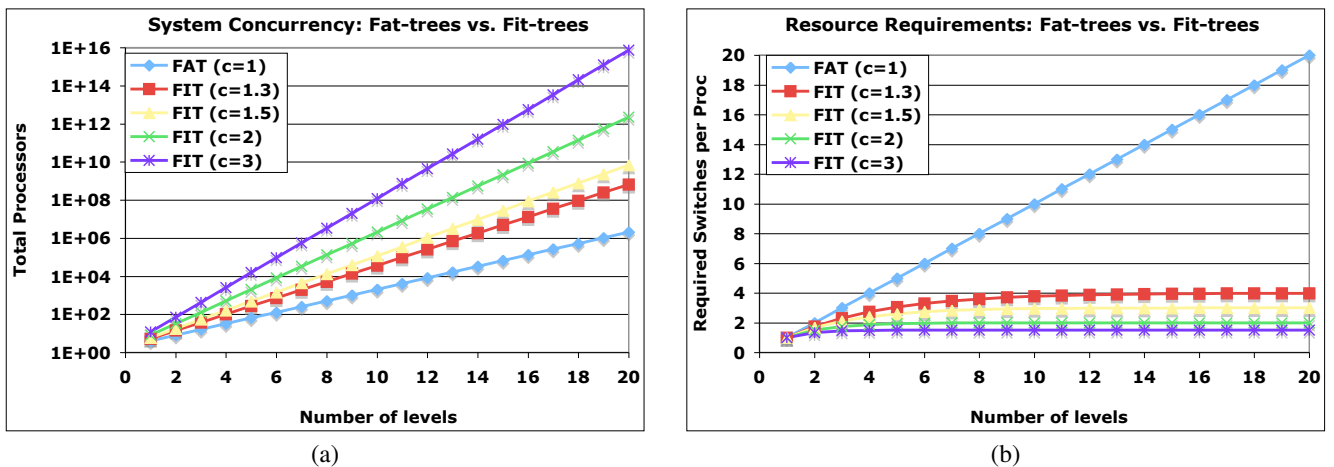 System Concurrency: Fat-trees vs. Fit-trees
Total Processors
1E+16
1E+14
1E+12
1E+10
1E+08
1E+06
1E+04
1E+02
1E+00
FAT (c=1)
FIT (c=1.3)
FIT (c=1.5)
FIT (c=2)
FIT (c=3)
0 2 4 6 8 10 12 14 16 18 20
Number of levels
(a)
Resource Requirements: Fat-trees vs. Fit-trees
Required Switches per Proc
20
18
16
14
12
10
8
6
4
2
0
FAT (c=1)
FIT (c=1.3)
FIT (c=1.5)
FIT (c=2)
FIT (c=3)
0 2 4 6 8 10 12 14 16 18 20
Number of levels
(b)